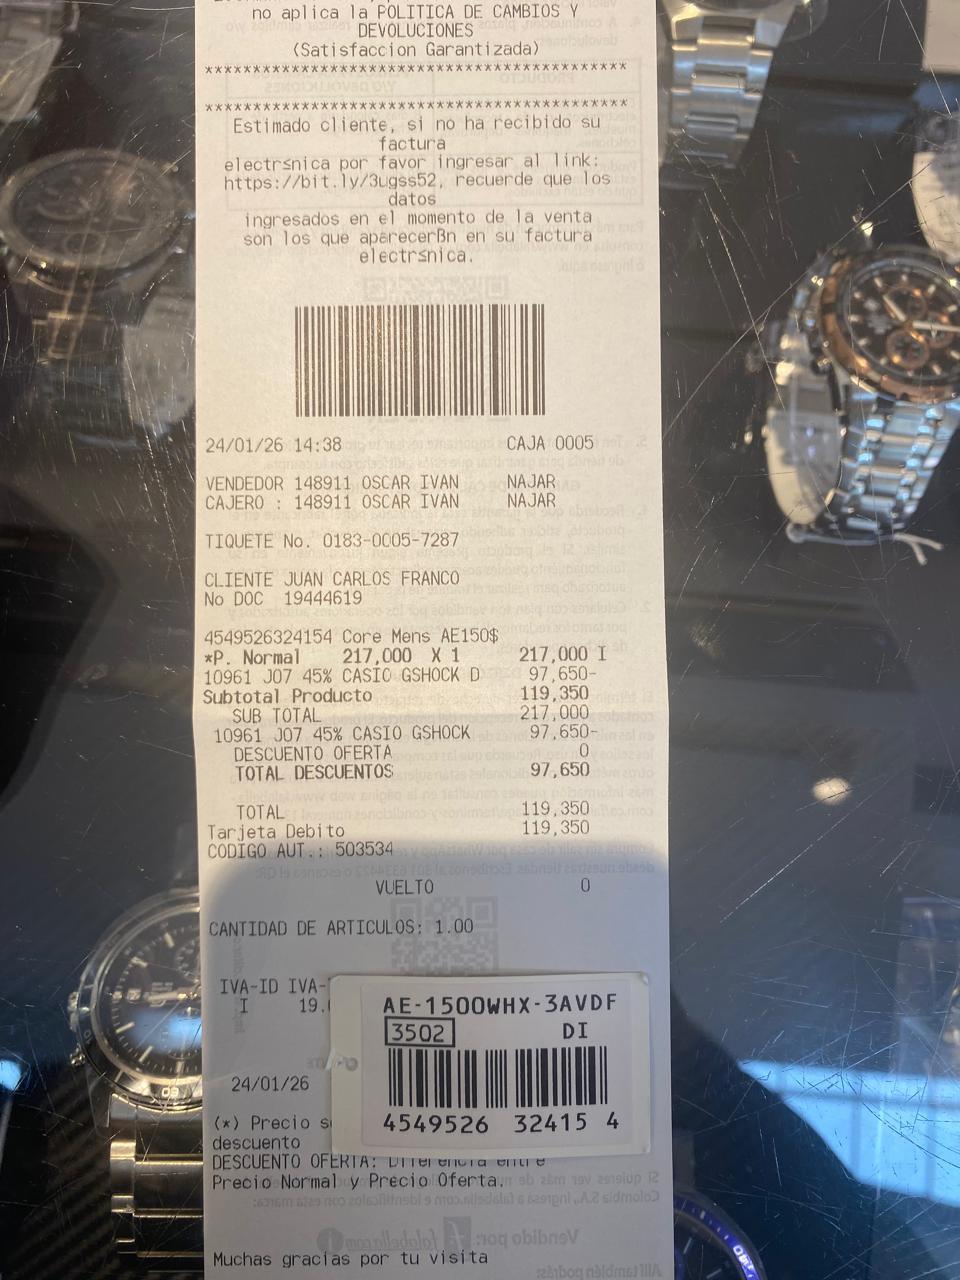 no aplica la POLITICA DE CAMBIOS Y
DEVOLUCIONES
(Satisfaccion Garantizada)
*******************************************
*******************************************
Estimado cliente, si no ha recibido su
factura
electr≤nica por favor ingresar al link:
https://bit.ly/3ugss52, recuerde que los
datos
ingresados en el momento de la venta
son los que aparecerßn en su factura
electr≤nica.
24/01/26 14:38 CAJA 0005
VENDEDOR 148911 OSCAR IVAN NAJAR
CAJERO : 148911 OSCAR IVAN NAJAR
TIQUETE No. 0183-0005-7287
CLIENTE JUAN CARLOS FRANCO
No DOC 19444619
4549526324154 Core Mens AE150$
*P. Normal 217,000 X 1 217,000 I
10961 J07 45% CASIO GSHOCK D 97,650-
Subtotal Producto 119,350
SUB TOTAL 217,000
10961 J07 45% CASIO GSHOCK 97,650-
DESCUENTO OFERTA 0
TOTAL DESCUENTOS 97,650
TOTAL 119,350
Tarjeta Debito 119,350
CODIGO AUT.: 503534
VUELTO 0
CANTIDAD DE ARTICULOS: 1.00
IVA-ID IVA-
I 19.
AE-1500WHX-3AVDF
3502 DI
4549526 32415 4
24/01/26
(*) Precio
descuento
DESCUENTO OFERTA: Diferencia entre
Precio Normal y Precio Oferta.
Muchas gracias por tu visita